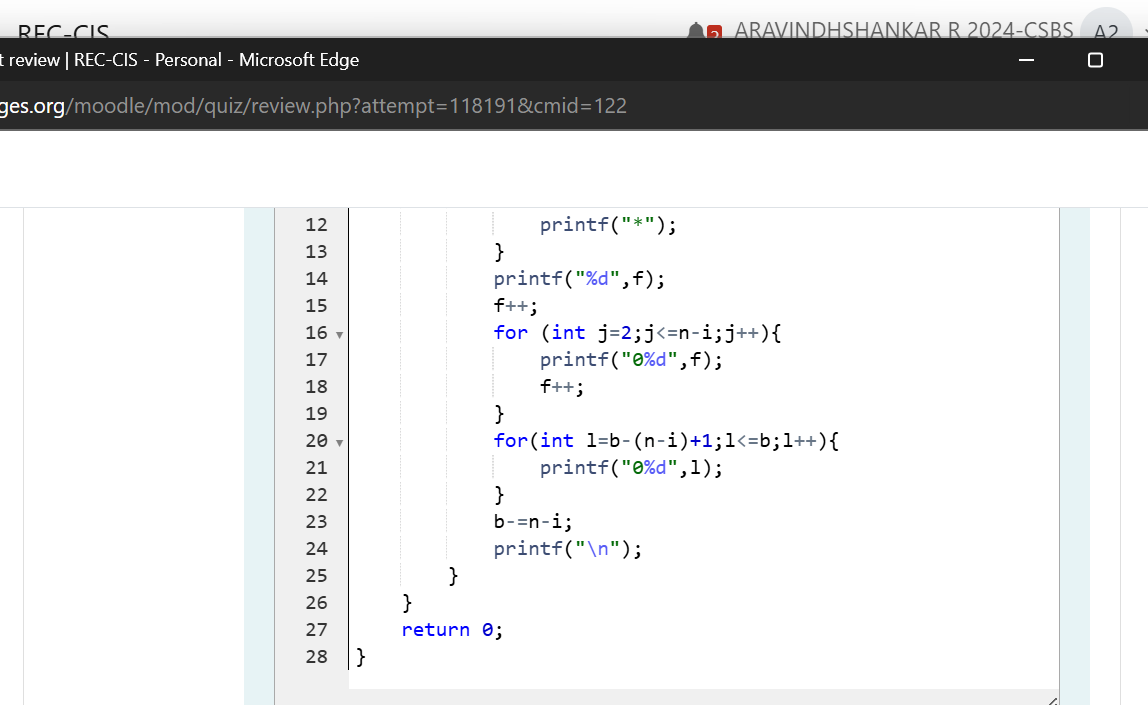 REC-CIS
2 ARAVINDHSHANKAR R 2024-CSBS A2
t review | REC-CIS - Personal - Microsoft Edge
ges.org/moodle/mod/quiz/review.php?attempt=118191&cmid=122
12 printf("*");
13 }
14 printf("%d",f);
15 f++;
16 for (int j=2;j<=n-i;j++){
17 printf("0%d",f);
18 f++;
19 }
20 for(int l=b-(n-i)+1;l<=b;l++){
21 printf("0%d",l);
22 }
23 b-=n-i;
24 printf("\n");
25 }
26 }
27 return 0;
28 }